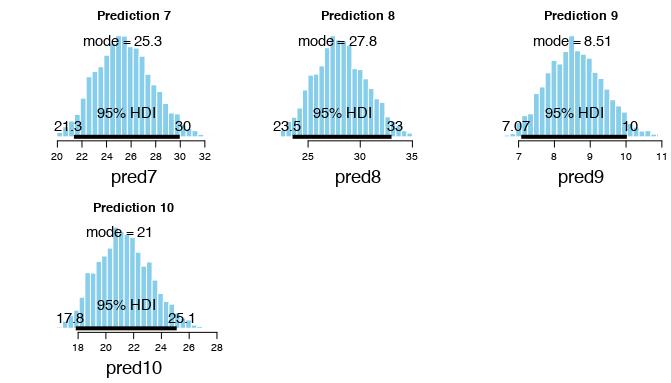 Prediction 7
mode = 25.3
95% HDI
21.3 30
20 22 24 26 28 30 32
pred7
Prediction 8
mode = 27.8
95% HDI
23.5 33
25 30 35
pred8
Prediction 9
mode = 8.51
95% HDI
7.07 10
7 8 9 10 11
pred9
Prediction 10
mode = 21
95% HDI
17.8 25.1
18 20 22 24 26 28
pred10